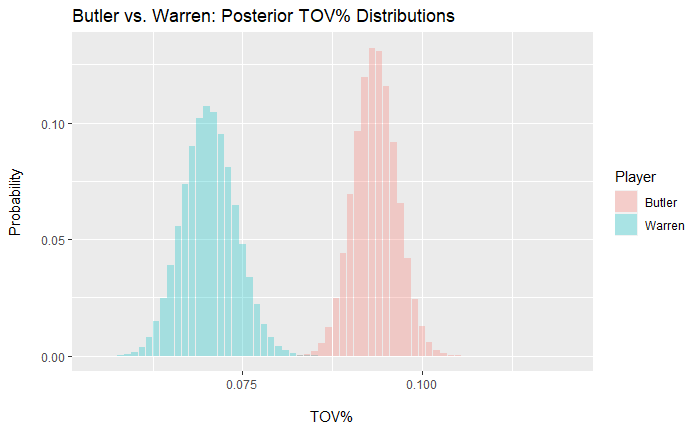 Butler vs. Warren: Posterior TOV% Distributions
Probability
0.10
0.05
0.00
0.075
0.100
TOV%
Player
Butler
Warren